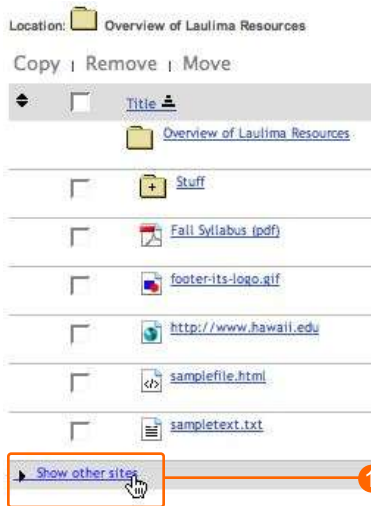 Location: Overview of Laulima Resources
Copy | Remove | Move
Title
Overview of Laulima Resources
Stuff
Fall Syllabus (pdf)
footer-its-logo.gif
http://www.hawaii.edu
samplefile.html
sampletext.txt
Show other sites
1